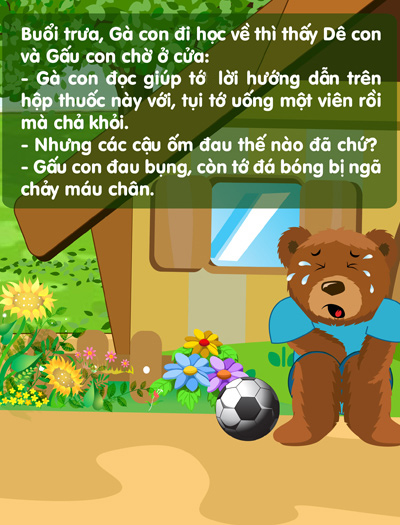 Buổi trưa, Gà con đi học về thì thấy Dê con
và Gấu con chờ ở cửa:
- Gà con đọc giúp tớ lời hướng dẫn trên
hộp thuốc này với, tụi tớ uống một viên rồi
mà chả khỏi.
- Nhưng các cậu ốm đau thế nào đã chứ?
- Gấu con đau bụng, còn tớ đá bóng bị ngã
chảy máu chân.